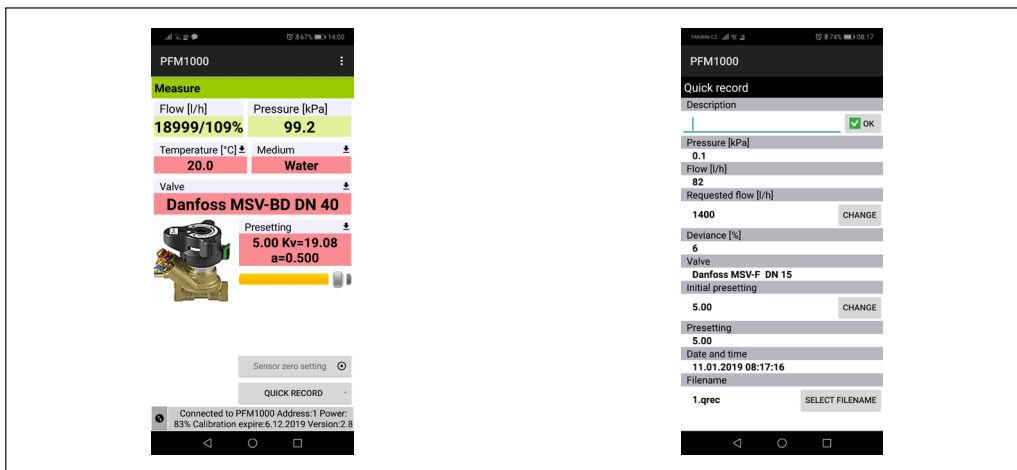 67% 14:00
PFM1000
Measure
Flow [l/h] Pressure [kPa]
18999/109% 99.2
Temperature [°C] Medium
20.0 Water
Valve
Danfoss MSV-BD DN 40
Presetting
5.00 Kv=19.08
a=0.500
Sensor zero setting
QUICK RECORD
Connected to PFM1000 Address:1 Power:
83% Calibration expire:6.12.2019 Version:2.8
T-Mobile CZ 74% 08:17
PFM1000
Quick record
Description
OK
Pressure [kPa]
0.1
Flow [l/h]
82
Requested flow [l/h]
1400 CHANGE
Deviance [%]
6
Valve
Danfoss MSV-F DN 15
Initial presetting
5.00 CHANGE
Presetting
5.00
Date and time
11.01.2019 08:17:16
Filename
1.qrec SELECT FILENAME